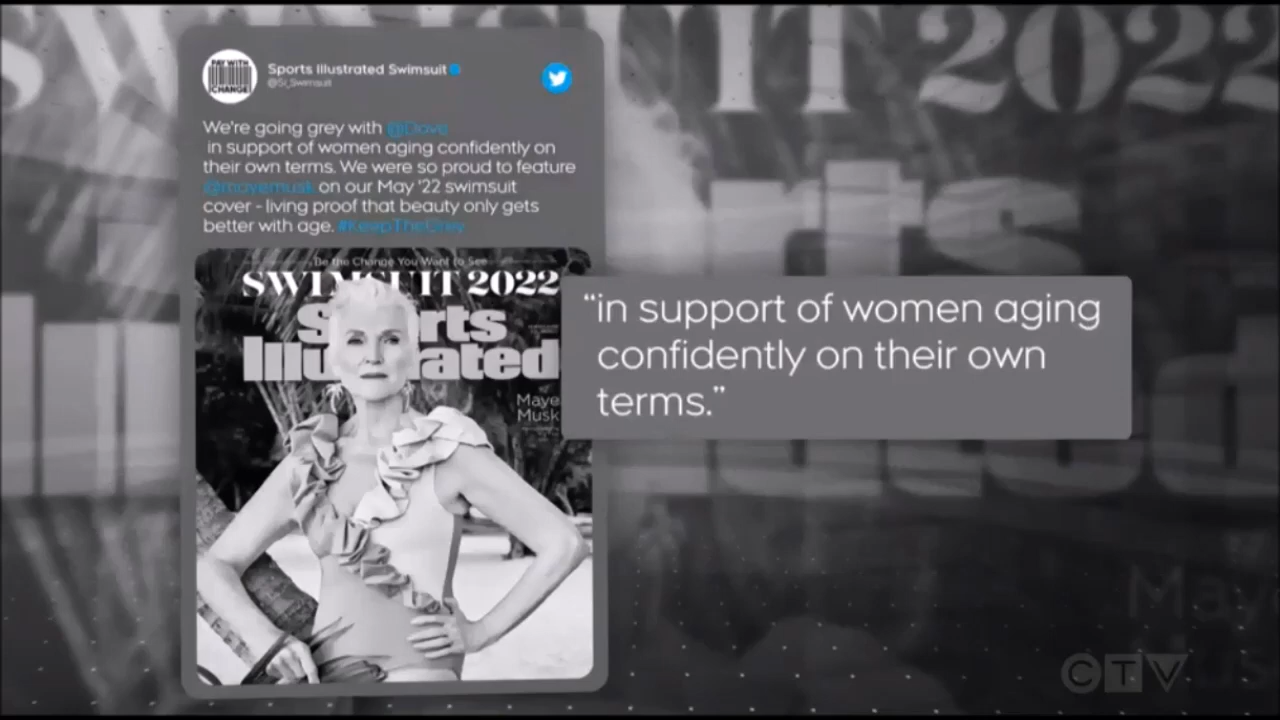 SWIMSUIT 2022
PAY WITH
CHANGE
Sports Illustrated Swimsuit
@SI_Swimsuit
We're going grey with @Dove
in support of women aging confidently on
their own terms. We were so proud to feature
@mayemusk on our May '22 swimsuit
cover - living proof that beauty only gets
better with age. #KeepTheGrey
Be the Change You Want to See
SWIMSUIT 2022
Sports
Illustrated
Maye
Musk
“in support of women aging
confidently on their own
terms.”
CTV